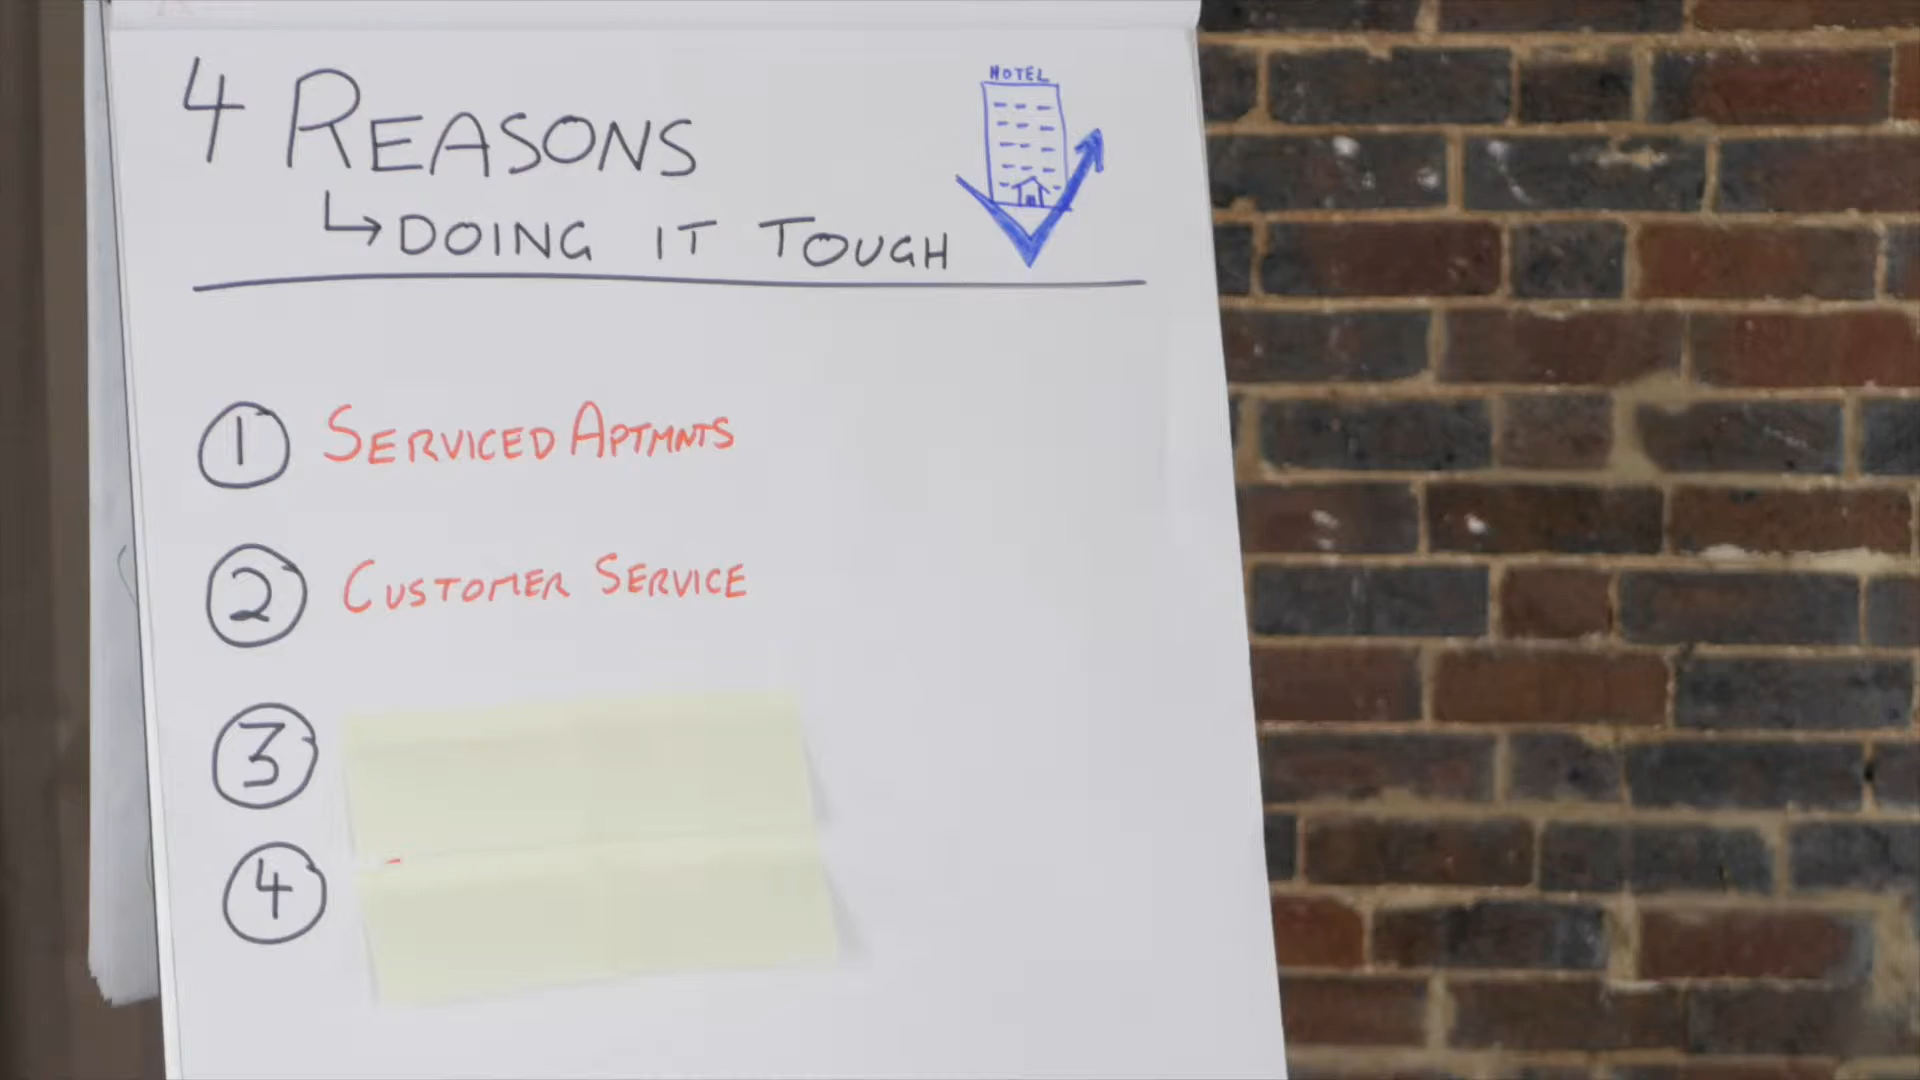 4 REASONS
HOTEL
↳ DOING IT TOUGH
1 SERVICED APTMNTS
2 CUSTOMER SERVICE
3
4